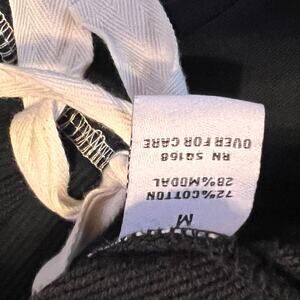 M
72%COTTON
28%MODAL
RN 54168
OVER FOR CARE